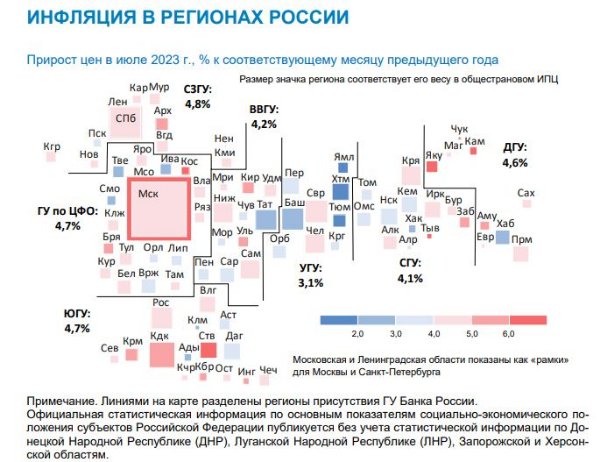 ИНФЛЯЦИЯ В РЕГИОНАХ РОССИИ
Прирост цен в июле 2023 г., % к соответствующему месяцу предыдущего года
Размер значка региона соответствует его весу в общестрановом ИПЦ
Кар Мур
СЗГУ:
4,8%
Лен
Арх
СПб
ВВГУ:
4,2%
Пск
Вгд
Нен
Чук
ДГУ:
4,6%
Кгр
Нов
Яро
Ива
Кос
Кми
Маг
Кам
Тве
Мсо
Мри
Кир
Удм
Пер
Ямл
Кря
Яку
Смо
Мск
Вла
Хтм
Том
ГУ по ЦФО:
4,7%
Ниж
Чув
Тат
Баш
Свр
Тюм
Омс
Нск
Кем
Ирк
Бур
Сах
Клж
Ряз
Хак
Заб
Аму
Хаб
Бря
Мор
Уль
Чел
Крг
Алк
Алр
Тыв
Евр
Прм
Тул
Орл
Лип
Орб
Кур
Пен
Сар
Сам
УГУ:
3,1%
СГУ:
4,1%
Бел
Врж
Там
ЮГУ:
4,7%
Рос
Влг
Клм
Аст
2,0
3,0
4,0
5,0
6,0
Крм
Кдк
Ств
Даг
Сев
Ады
Московская и Ленинградская области показаны как «рамки»
для Москвы и Санкт-Петербурга
Кчр
Кбр
Ост
Инг
Чеч
Примечание. Линиями на карте разделены регионы присутствия ГУ Банка России.
Официальная статистическая информация по основным показателям социально-экономического по-
ложения субъектов Российской Федерации публикуется без учета статистической информации по До-
нецкой Народной Республике (ДНР), Луганской Народной Республике (ЛНР), Запорожской и Херсон-
ской областям.